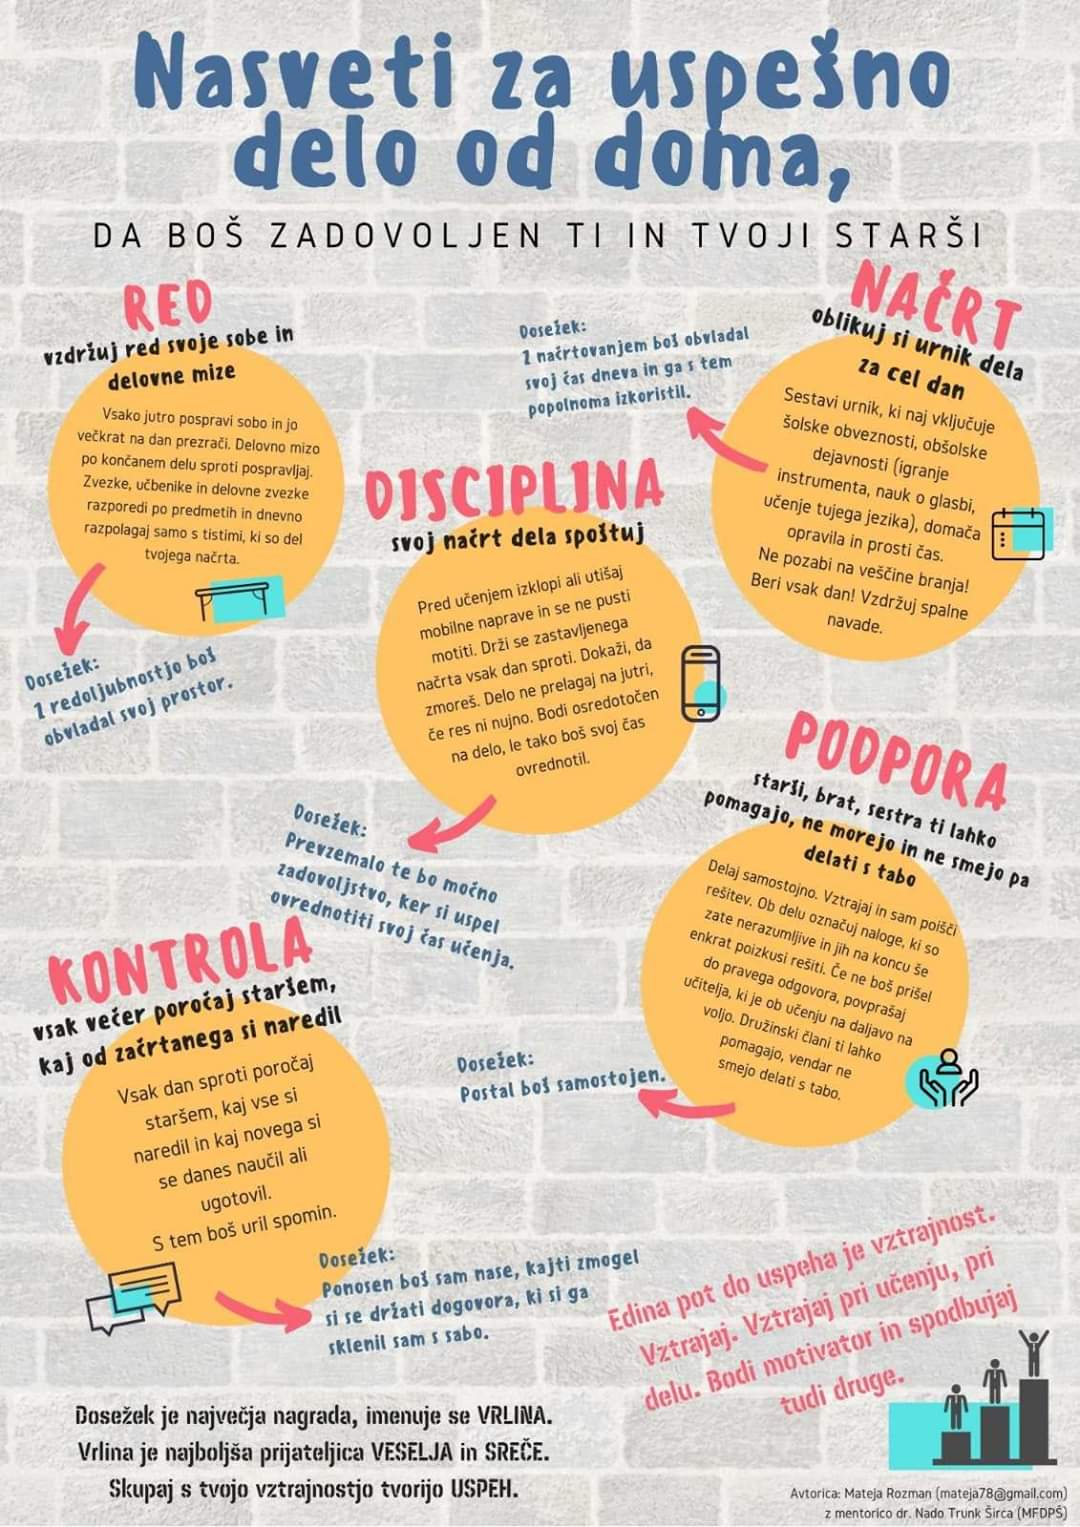 Nasveti za uspešno
delo od doma,
DA BOŠ ZADOVOLJEN TI IN TVOJI STARŠI
RED
vzdržuj red svoje sobe in
delovne mize
Vsako jutro pospravi sobo in jo
večkrat na dan prezrači. Delovno mizo
po končanem delu sproti pospravljaj.
Zvezke, učbenike in delovne zvezke
razporedi po predmetih in dnevno
razpolagaj samo s tistimi, ki so del
tvojega načrta.
Dosežek:
Z redoljubnostjo boš
obvladal svoj prostor.
NAČRT
oblikuj si urnik dela
za cel dan
Sestavi urnik, ki naj vključuje
šolske obveznosti, obšolske
dejavnosti (igranje
instrumenta, nauk o glasbi,
učenje tujega jezika), domača
opravila in prosti čas.
Ne pozabi na veščine branja!
Beri vsak dan! Vzdržuj spalne
navade.
Dosežek:
Z načrtovanjem boš obvladal
svoj čas dneva in ga s tem
popolnoma izkoristil.
DISCIPLINA
svoj načrt dela spoštuj
Pred učenjem izklopi ali utišaj
mobilne naprave in se ne pusti
motiti. Drži se zastavljenega
načrta vsak dan sproti. Dokaži, da
zmoreš. Delo ne prelagaj na jutri,
če res ni nujno. Bodi osredotočen
na delo, le tako boš svoj čas
ovrednotil.
Dosežek:
Prevzemalo te bo močno
zadovoljstvo, ker si uspel
ovrednotiti svoj čas učenja.
PODPORA
starši, brat, sestra ti lahko
pomagajo, ne morejo in ne smejo pa
delati s tabo
Delaj samostojno. Vztrajaj in sam poišči
rešitev. Ob delu označuj naloge, ki so
zate nerazumljive in jih na koncu še
enkrat poizkusi rešiti. Če ne boš prišel
do pravega odgovora, povprašaj
učitelja, ki je ob učenju na daljavo na
voljo. Družinski člani ti lahko
pomagajo, vendar ne
smejo delati s tabo.
Dosežek:
Postal boš samostojen.
KONTROLA
vsak večer poročaj staršem,
kaj od začrtanega si naredil
Vsak dan sproti poročaj
staršem, kaj vse si
naredil in kaj novega si
se danes naučil ali
ugotovil.
S tem boš uril spomin.
Dosežek:
Ponosen boš sam nase, kajti zmogel
si se držati dogovora, ki si ga
sklenil sam s sabo.
Edina pot do uspeha je vztrajnost.
Vztrajaj. Vztrajaj pri učenju, pri
delu. Bodi motivator in spodbujaj
tudi druge.
Dosežek je največja nagrada, imenuje se VRLINA.
Vrlina je najboljša prijateljica VESELJA in SREČE.
Skupaj s tvojo vztrajnostjo tvorijo USPEH.
Avtorica: Mateja Rozman (mateja78@gmail.com)
z mentorico dr. Nado Trunk Širca (MFDPŠ)